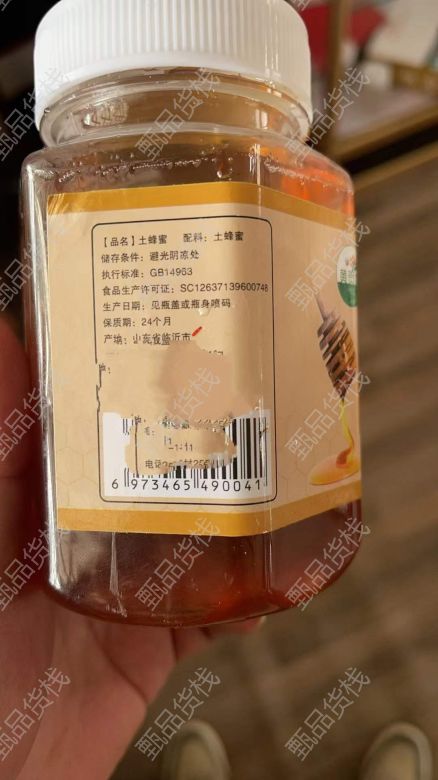 【品名】土蜂蜜 配料：土蜂蜜
储存条件：避光阴凉处
执行标准：GB14963
食品生产许可证：SC12637139600748
生产日期：见瓶盖或瓶身喷码
保质期：24个月
产地：山东省临沂市
电话
6 973465 490041
甄品货栈